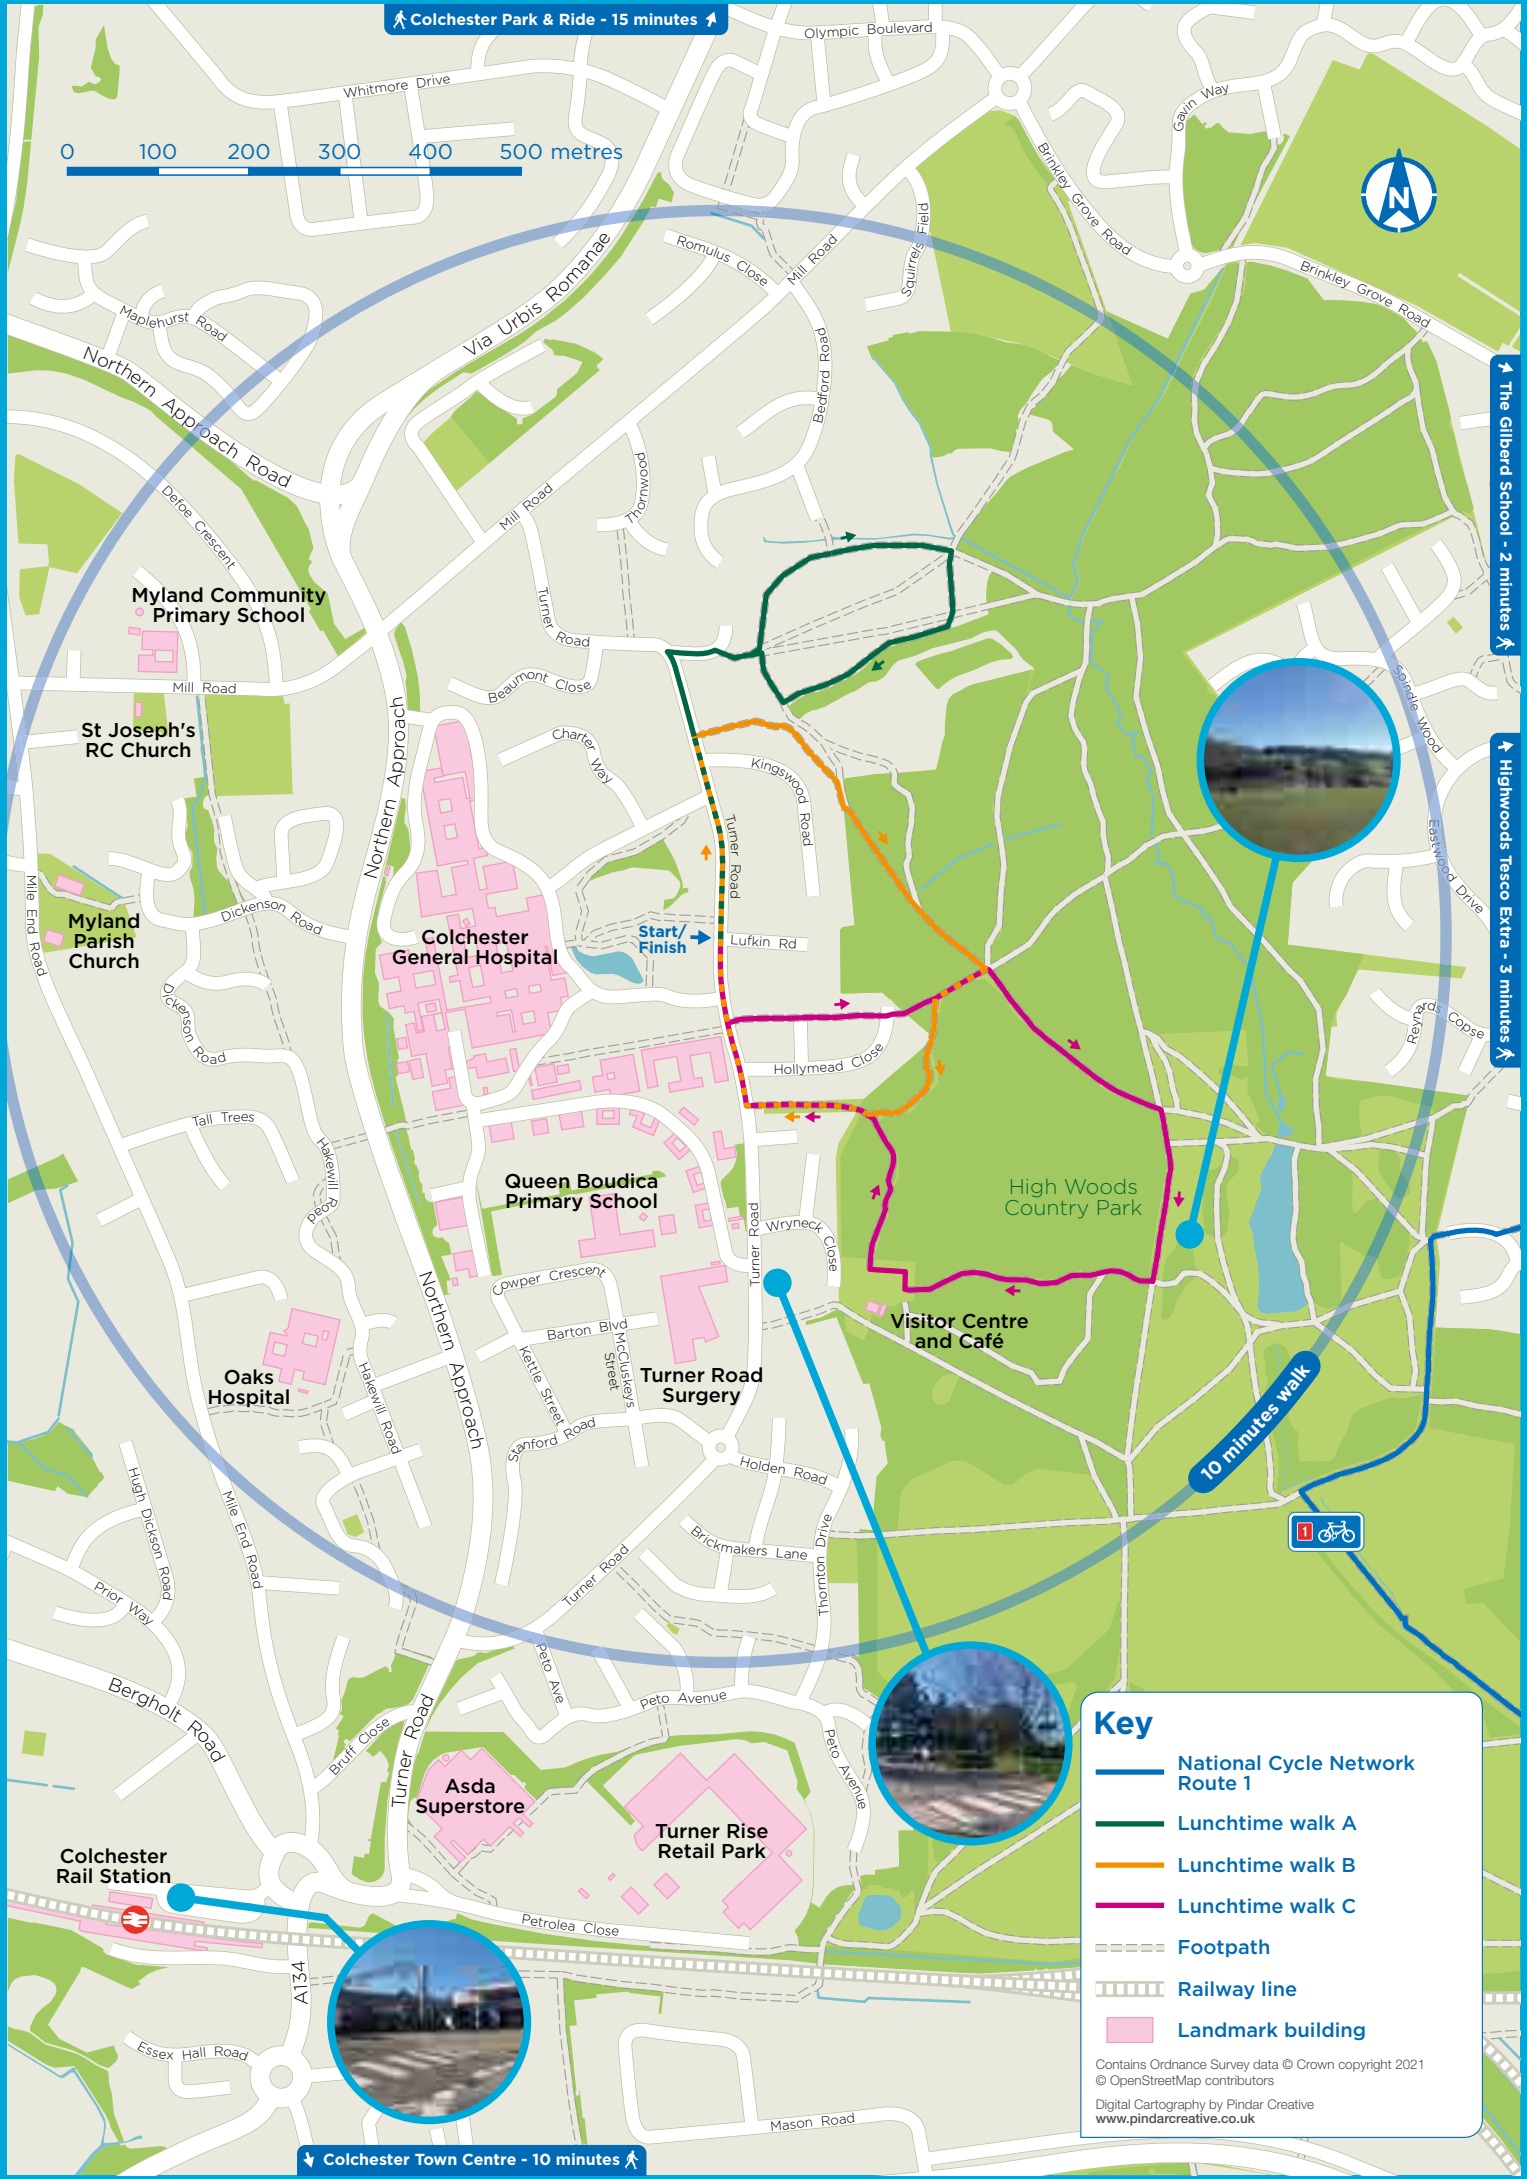 Colchester Park & Ride - 15 minutes
Olympic Boulevard
Whitmore Drive
Gavin Way
0 100 200 300 400 500 metres
Brinkley Grove Road
N
Squirrels Field
Romulus Close
Mill Road
Via Urbis Romanae
Brinkley Grove Road
Maplehurst Road
Northern Approach Road
Bedford Road
The Gilberd School - 2 minutes
Defoe Crescent
Thornwood
Mill Road
Myland Community
Primary School
Turner Road
Mill Road
Beaumont Close
Spindle Wood
St Joseph's
RC Church
Northern Approach
Charter Way
Kingswood Road
Highwoods Tesco Extra - 3 minutes
Turner Road
Eastwood Drive
Mile End Road
Myland
Parish
Church
Dickenson Road
Colchester
General Hospital
Start/
Finish
Lufkin Rd
Dickenson Road
Reynards Copse
Hollymead Close
Tall Trees
Hakewill Road
Queen Boudica
Primary School
High Woods
Country Park
Turner Road
Wryneck Close
Northern Approach
Cowper Crescent
Barton Blvd
McCluskeys
Street
Visitor Centre
and Café
Kettle Street
Oaks
Hospital
Hakewill Road
Turner Road
Surgery
10 minutes walk
Stanford Road
Holden Road
Hugh Dickson Road
Mile End Road
Brickmakers Lane
Thornton Drive
1
Turner Road
Prior Way
Peto Ave
Peto Avenue
Bergholt Road
Bruff Close
Turner Road
Peto Avenue
Asda
Superstore
Turner Rise
Retail Park
Colchester
Rail Station
Petrolea Close
A134
Essex Hall Road
Mason Road
Colchester Town Centre - 10 minutes
Key
National Cycle Network
Route 1
Lunchtime walk A
Lunchtime walk B
Lunchtime walk C
Footpath
Railway line
Landmark building
Contains Ordnance Survey data © Crown copyright 2021
© OpenStreetMap contributors
Digital Cartography by Pindar Creative
www.pindarcreative.co.uk